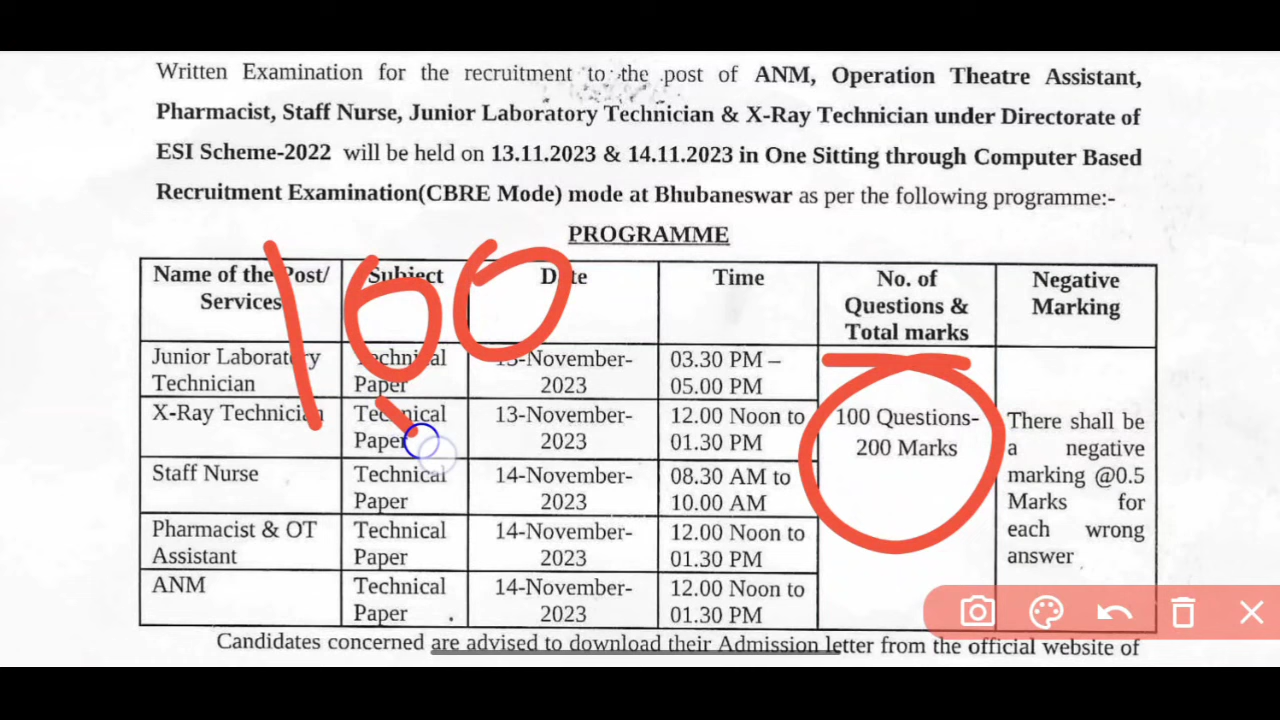 Written Examination for the recruitment to the post of ANM, Operation Theatre Assistant,
Pharmacist, Staff Nurse, Junior Laboratory Technician & X-Ray Technician under Directorate of
ESI Scheme-2022 will be held on 13.11.2023 & 14.11.2023 in One Sitting through Computer Based
Recruitment Examination(CBRE Mode) mode at Bhubaneswar as per the following programme:-
PROGRAMME
Name of the Post/ Services
Subject
Date
Time
No. of Questions & Total marks
Negative Marking
100
Junior Laboratory Technician
Technical Paper
13-November-2023
03.30 PM – 05.00 PM
X-Ray Technician
Technical Paper
13-November-2023
12.00 Noon to 01.30 PM
Staff Nurse
Technical Paper
14-November-2023
08.30 AM to 10.00 AM
Pharmacist & OT Assistant
Technical Paper
14-November-2023
12.00 Noon to 01.30 PM
ANM
Technical Paper
14-November-2023
12.00 Noon to 01.30 PM
100 Questions-
200 Marks
There shall be
a negative
marking @0.5
Marks for
each wrong
answer
Candidates concerned are advised to download their Admission letter from the official website of